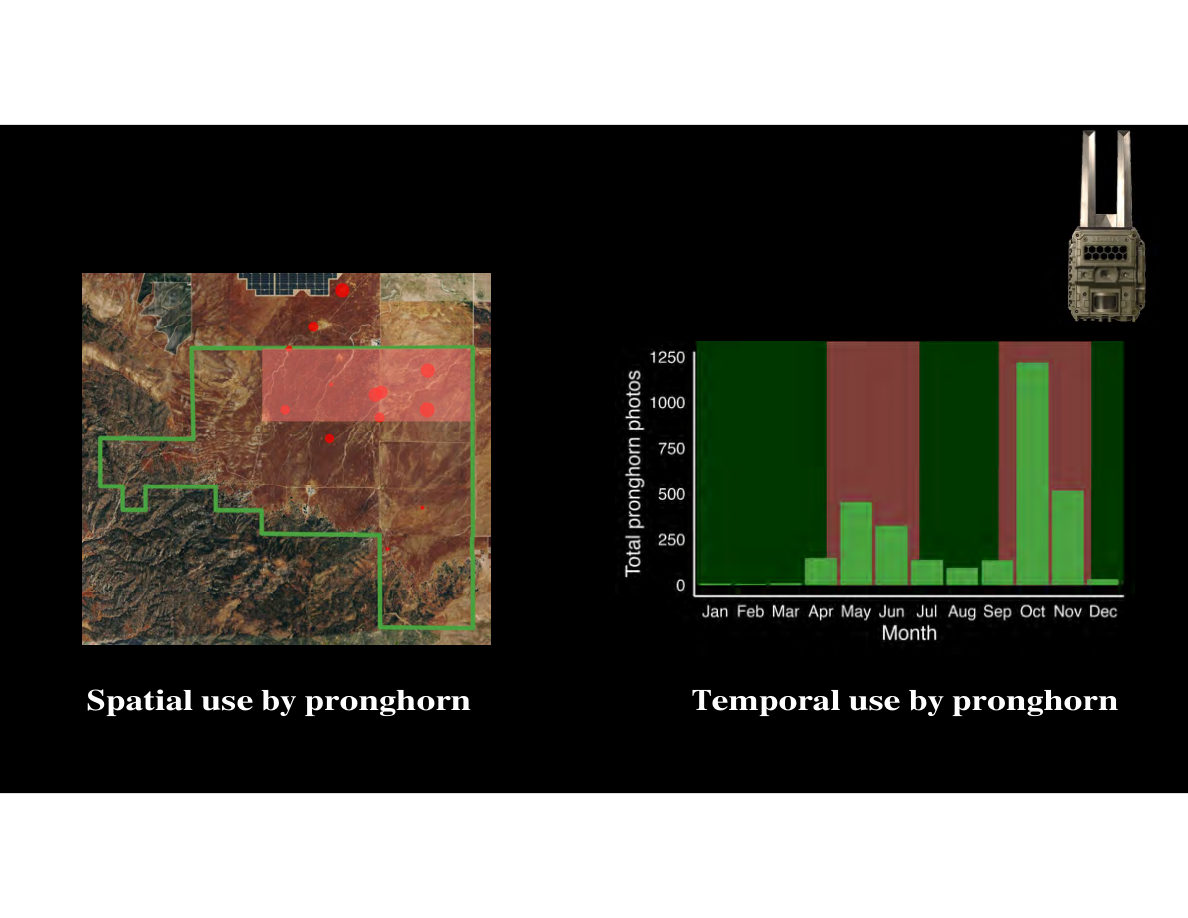 1250
1000
750
500
250
0
Total pronghorn photos
Jan Feb Mar Apr May Jun Jul Aug Sep Oct Nov Dec
Month
Spatial use by pronghorn
Temporal use by pronghorn